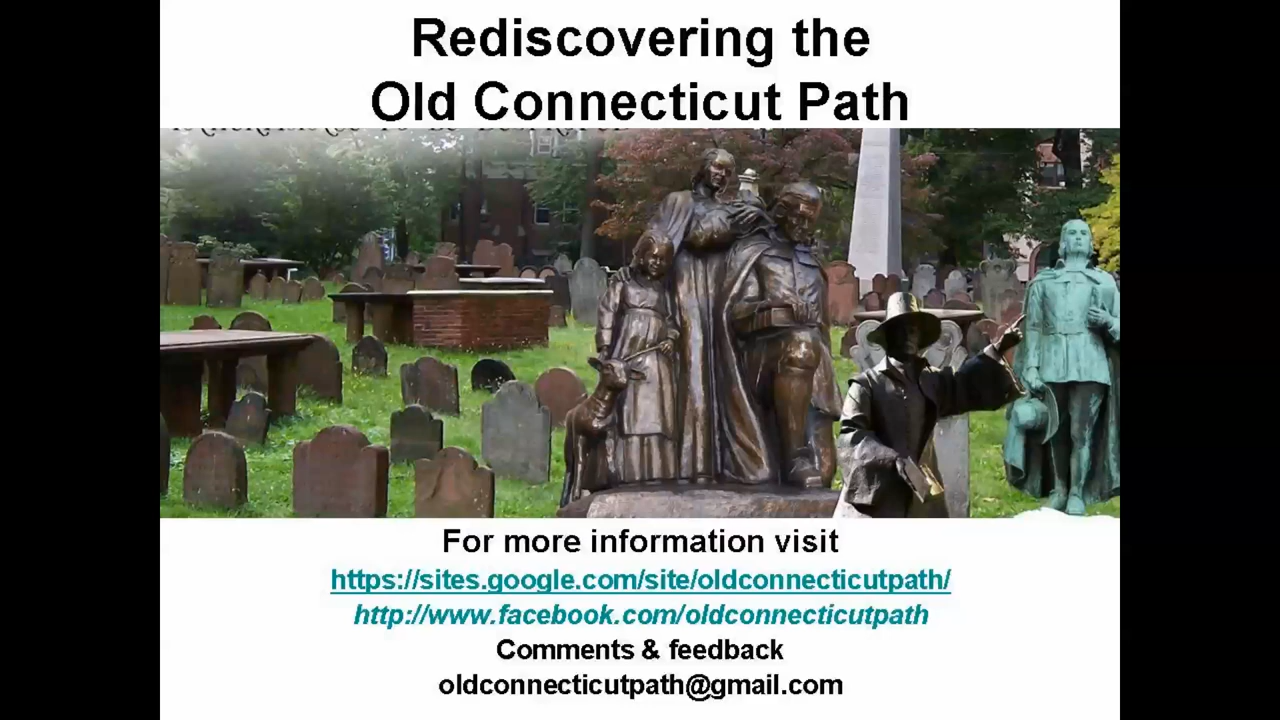 Rediscovering the
Old Connecticut Path
For more information visit
https://sites.google.com/site/oldconnecticutpath/
http://www.facebook.com/oldconnecticutpath
Comments & feedback
oldconnecticutpath@gmail.com